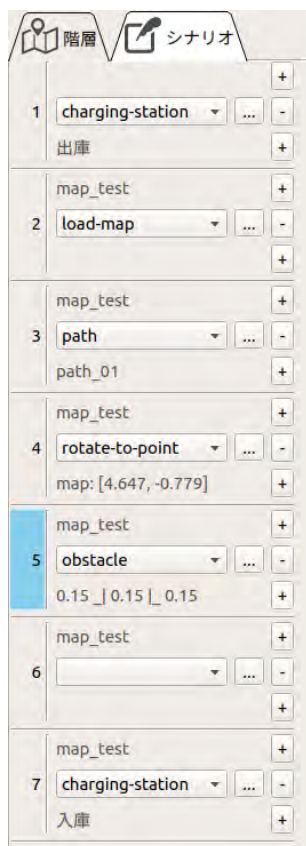 階層 シナリオ
+
1 charging-station ... -
出庫 +
map_test +
2 load-map ... -
+
map_test +
3 path ... -
path_01 +
map_test +
4 rotate-to-point ... -
map: [4.647, -0.779] +
map_test +
5 obstacle ... -
0.15 _| 0.15 |_ 0.15 +
map_test +
6 ... -
+
map_test +
7 charging-station ... -
入庫 +